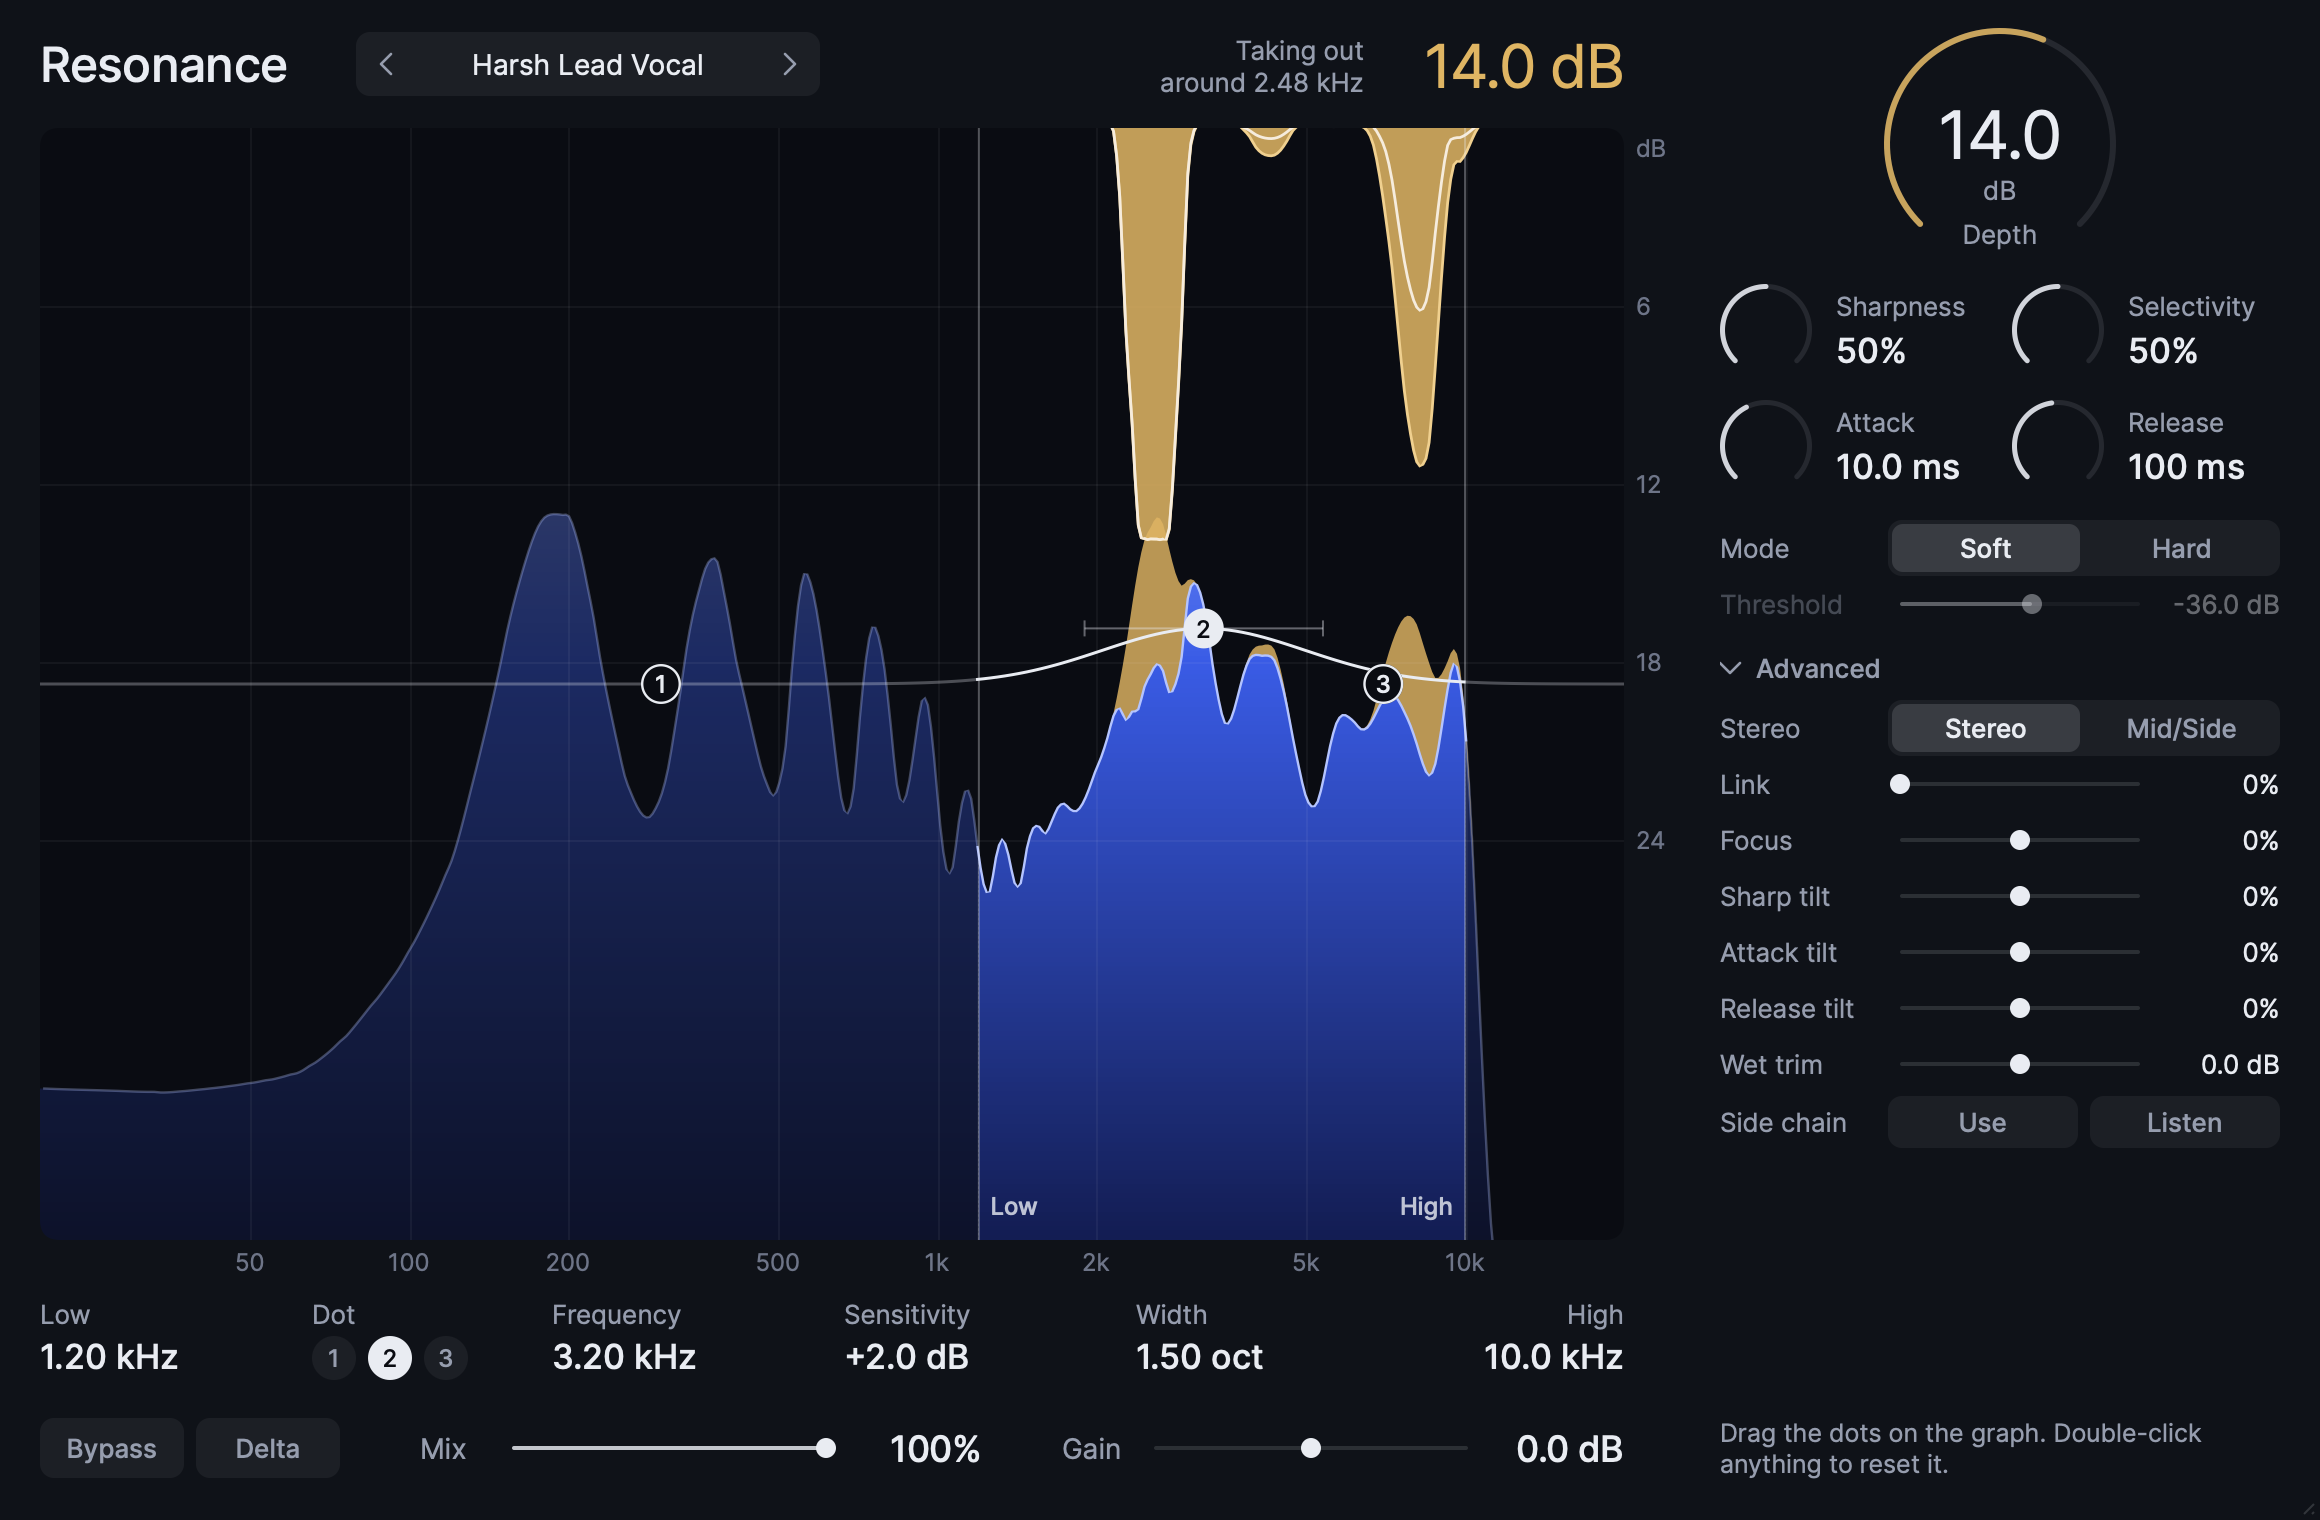 Resonance
Harsh Lead Vocal
Taking out
around 2.48 kHz
14.0 dB
14.0
dB
Depth
dB
6
12
18
24
Sharpness
50%
Selectivity
50%
Attack
10.0 ms
Release
100 ms
Mode
Soft
Hard
Threshold
-36.0 dB
Advanced
Stereo
Stereo
Mid/Side
Link
0%
Focus
0%
Sharp tilt
0%
Attack tilt
0%
Release tilt
0%
Wet trim
0.0 dB
Side chain
Use
Listen
1
2
3
Low
High
50
100
200
500
1k
2k
5k
10k
Low
1.20 kHz
Dot
1
2
3
Frequency
3.20 kHz
Sensitivity
+2.0 dB
Width
1.50 oct
High
10.0 kHz
Bypass
Delta
Mix
100%
Gain
0.0 dB
Drag the dots on the graph. Double-click
anything to reset it.